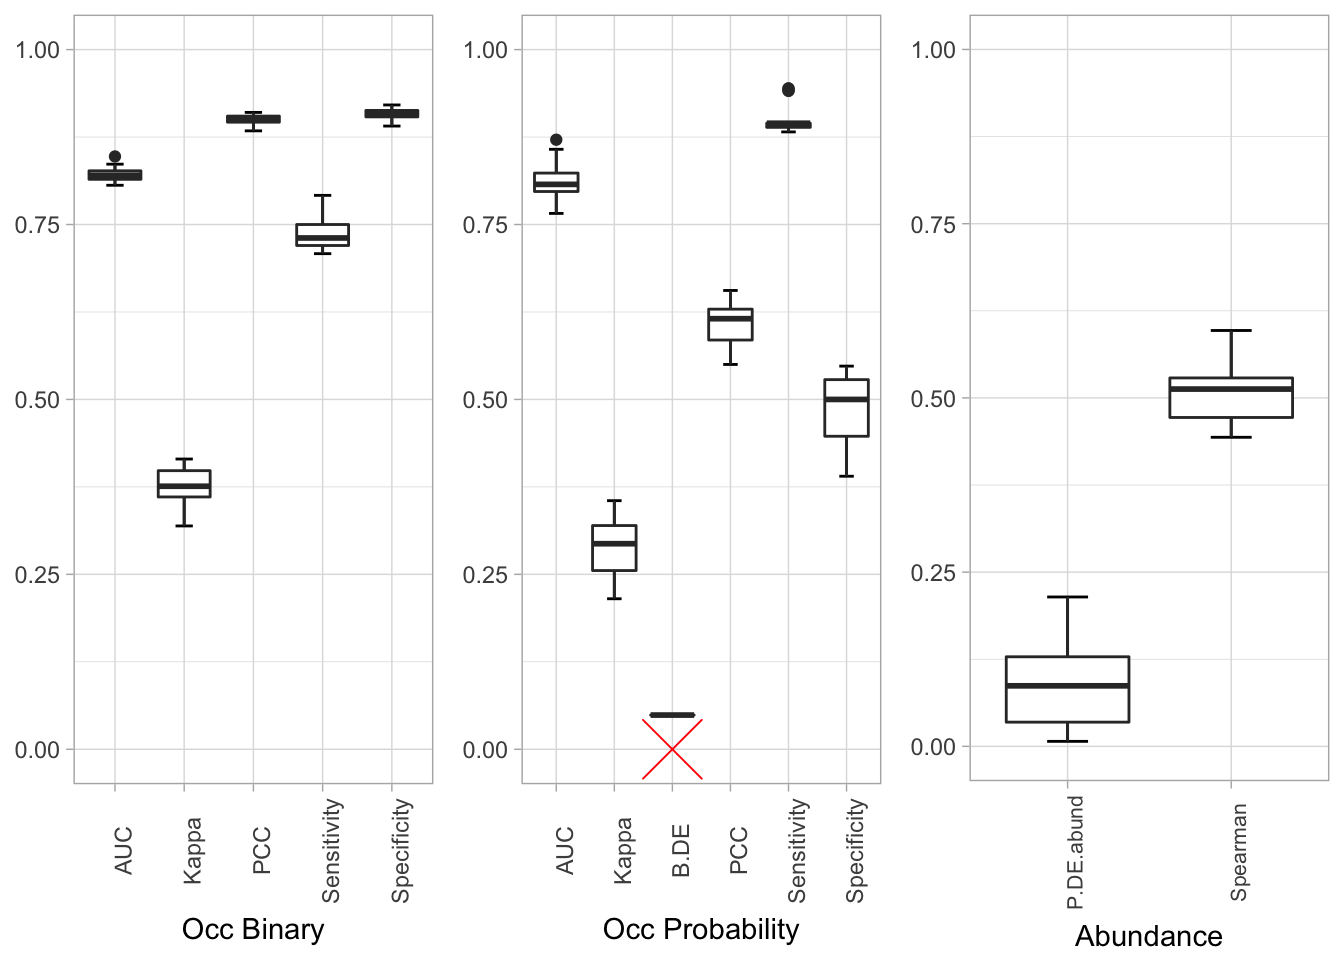 1.00
0.75
0.50
0.25
0.00
AUC
Kappa
PCC
Sensitivity
Specificity
Occ Binary
1.00
0.75
0.50
0.25
0.00
AUC
Kappa
B.DE
PCC
Sensitivity
Specificity
Occ Probability
1.00
0.75
0.50
0.25
0.00
P.DE.abund
Spearman
Abundance